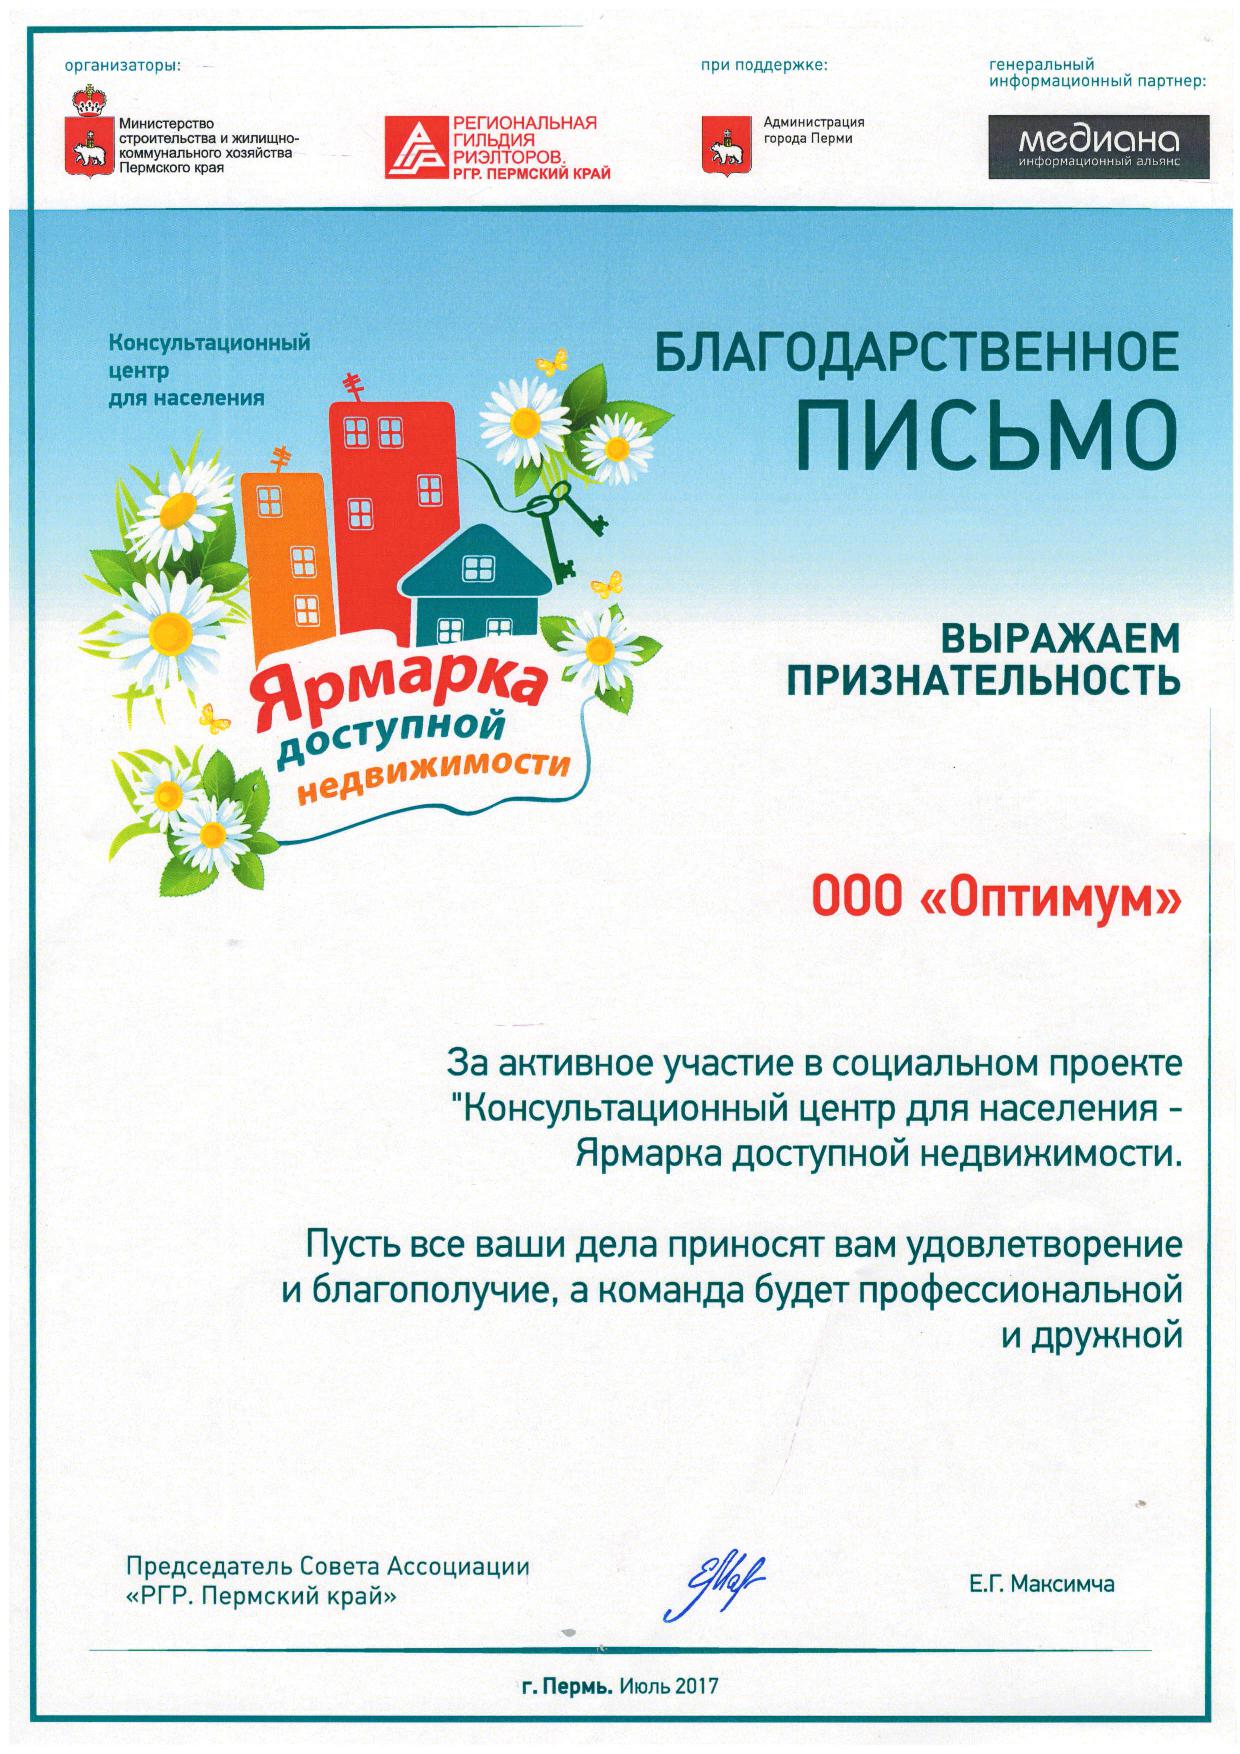 организаторы:
Министерство
строительства и жилищно-
коммунального хозяйства
Пермского края
РЕГИОНАЛЬНАЯ
ГИЛЬДИЯ
РИЭЛТОРОВ.
РГР. ПЕРМСКИЙ КРАЙ
при поддержке:
Администрация
города Перми
генеральный
информационный партнер:
медиана
информационный альянс
Консультационный
центр
для населения
БЛАГОДАРСТВЕННОЕ
ПИСЬМО
Ярмарка
доступной
недвижимости
ВЫРАЖАЕМ
ПРИЗНАТЕЛЬНОСТЬ
ООО «Оптимум»
За активное участие в социальном проекте
"Консультационный центр для населения -
Ярмарка доступной недвижимости.
Пусть все ваши дела приносят вам удовлетворение
и благополучие, а команда будет профессиональной
и дружной
Председатель Совета Ассоциации
«РГР. Пермский край»
Е.Г. Максимча
г. Пермь. Июль 2017